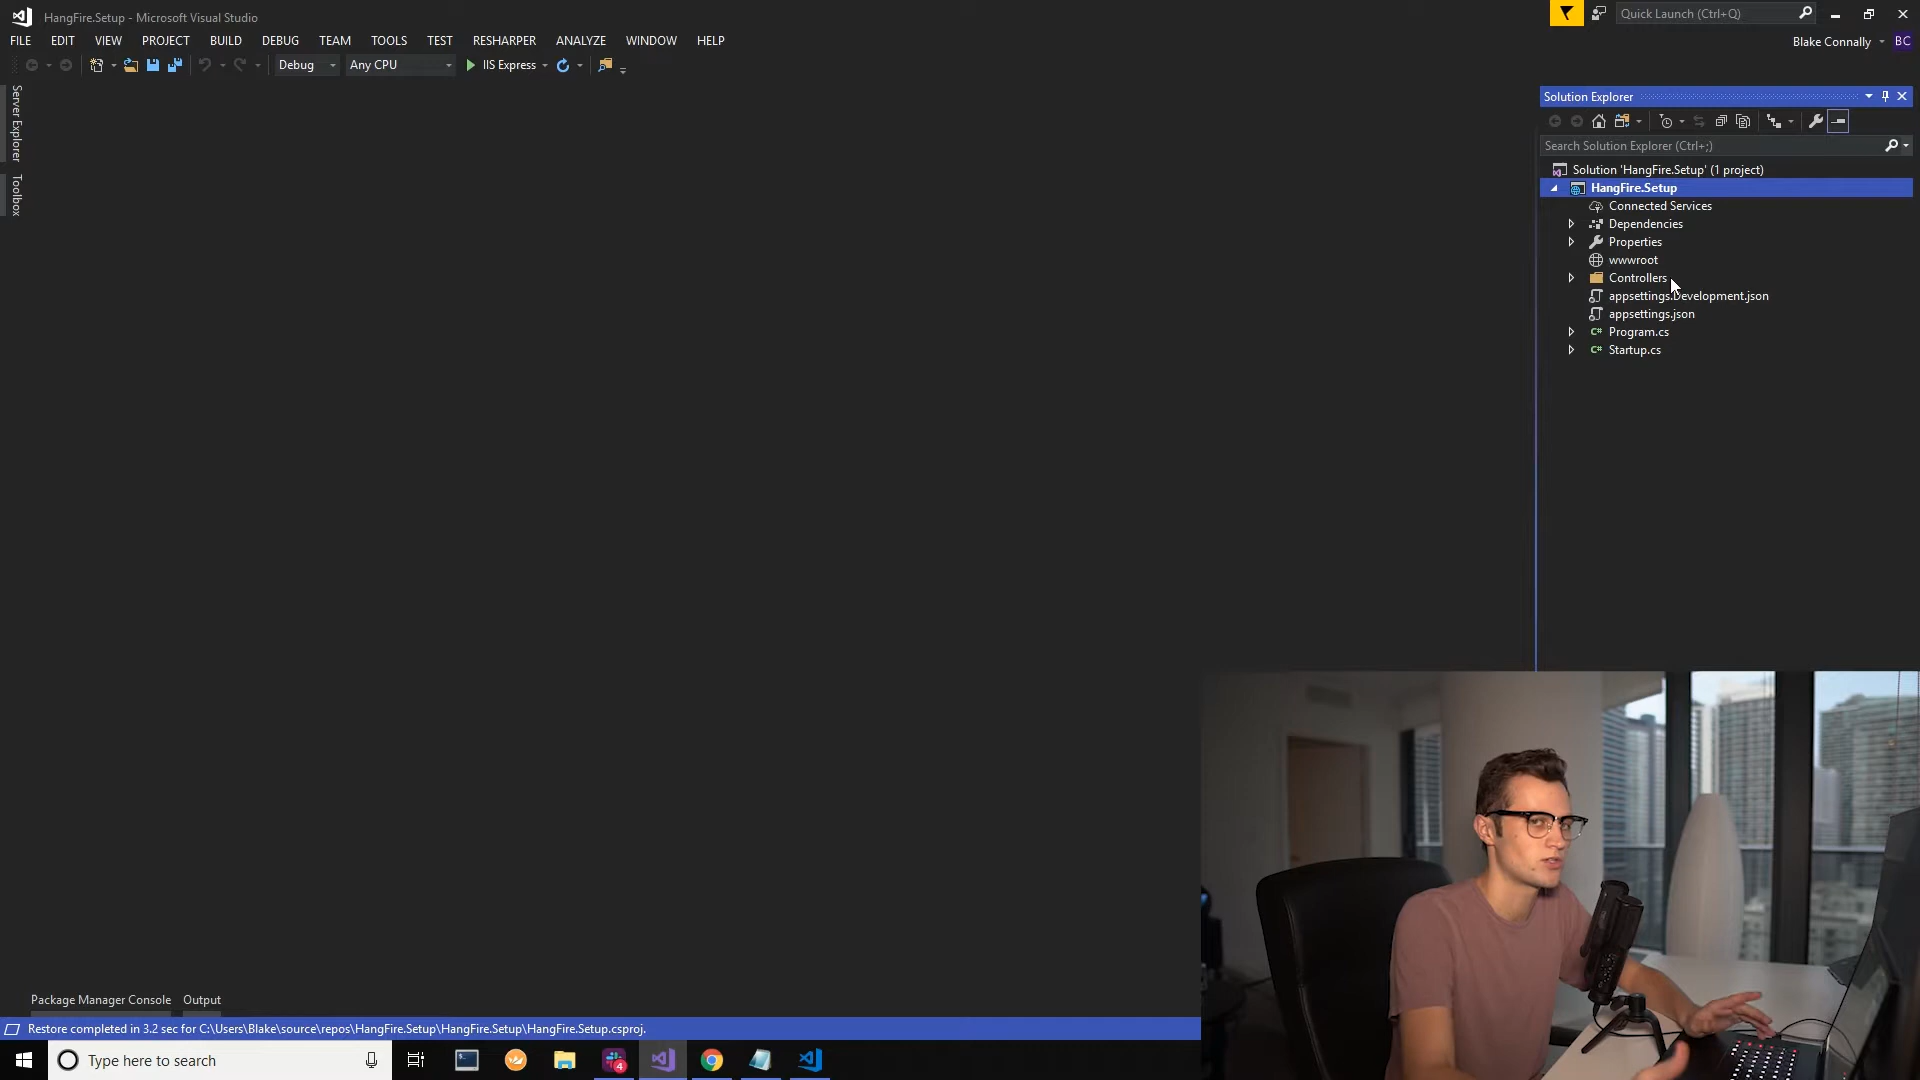 HangFire.Setup - Microsoft Visual Studio
Quick Launch (Ctrl+Q)
FILE EDIT VIEW PROJECT BUILD DEBUG TEAM TOOLS TEST RESHARPER ANALYZE WINDOW HELP
Blake Connally BC
Debug Any CPU IIS Express
Server Explorer
Toolbox
Solution Explorer
Search Solution Explorer (Ctrl+;)
Solution 'HangFire.Setup' (1 project)
HangFire.Setup
Connected Services
Dependencies
Properties
wwwroot
Controllers
appsettings.Development.json
appsettings.json
C# Program.cs
C# Startup.cs
Package Manager Console Output
Restore completed in 3.2 sec for C:\Users\Blake\source\repos\HangFire.Setup\HangFire.Setup\HangFire.Setup.csproj.
Type here to search
4